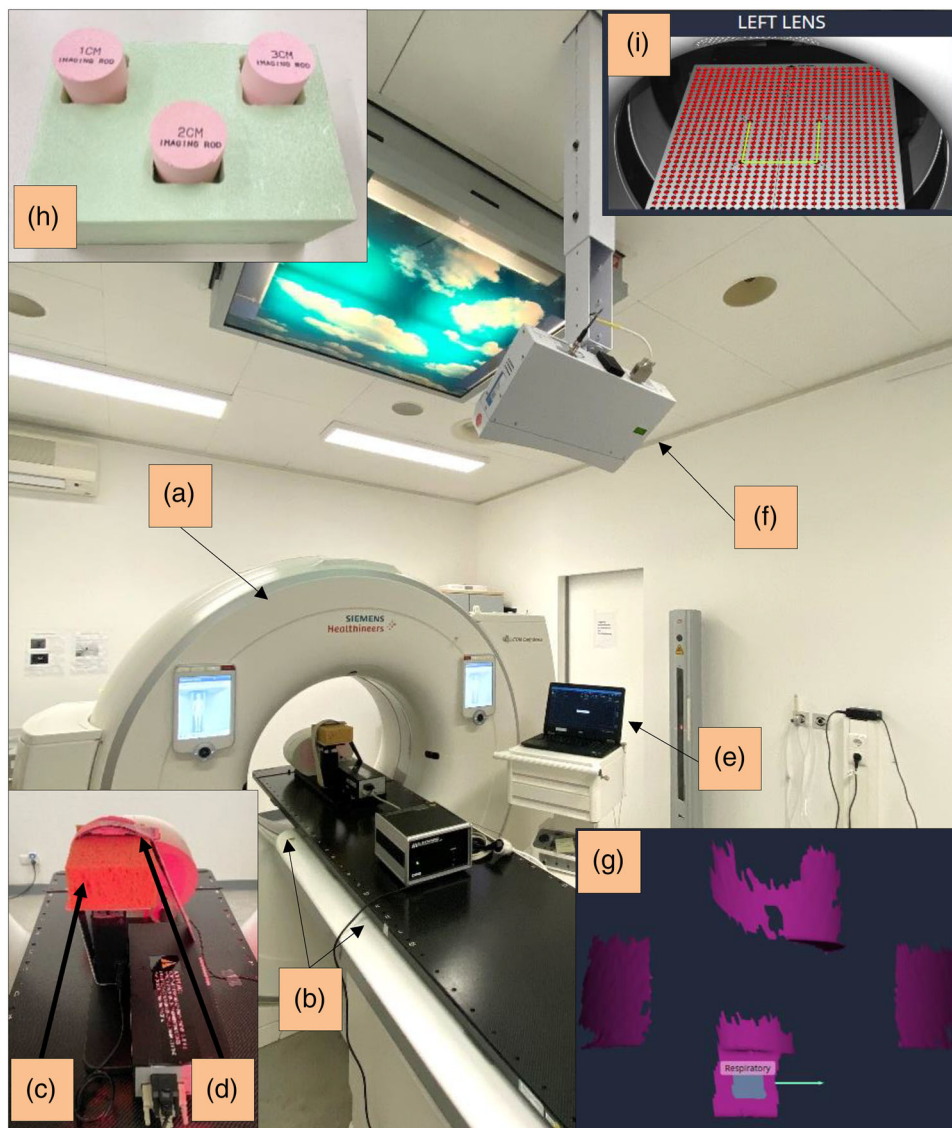 1CM
IMAGING ROD
3CM
IMAGING ROD
2CM
IMAGING ROD
(h)
LEFT LENS
(i)
(a)
(f)
SIEMENS
Healthineers
(e)
(b)
(c)
(d)
(g)
Respiratory